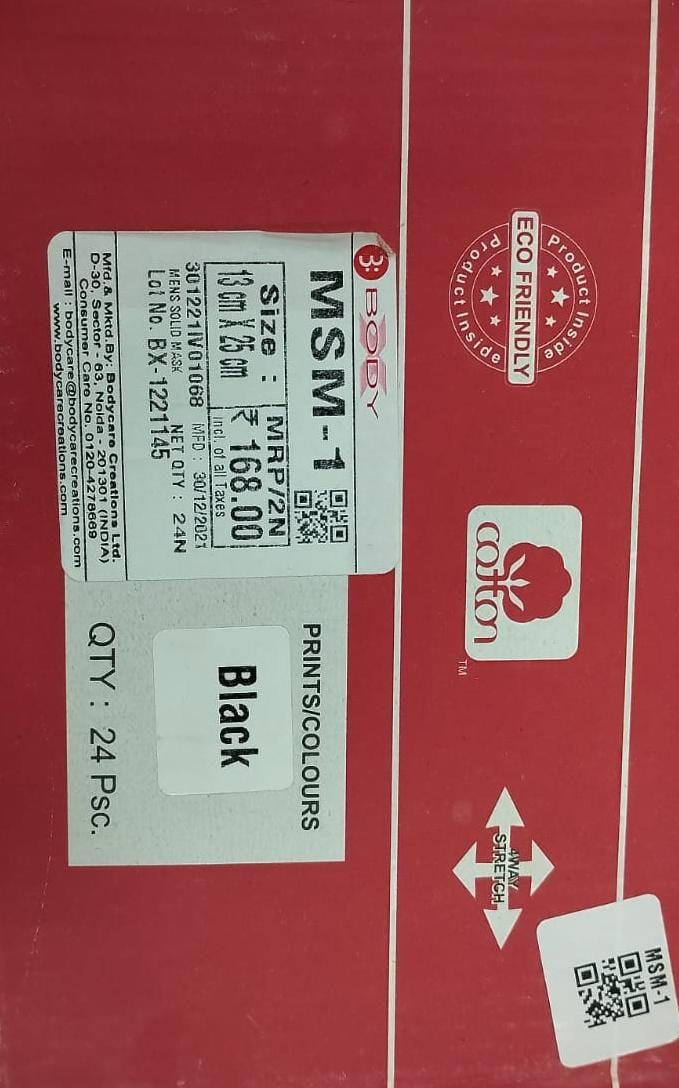 Product Inside
ECO FRIENDLY
Product Inside
cotton
TM
4WAY
STRETCH
MSM-1
3:BODY
MSM-1
Size :
13 cm X 25 cm
MRP/2N
₹ 168.00
incl. of all Taxes
301221IV01068 MFD : 30/12/2021
MENS SOLID MASK NET QTY : 24N
Lot No. BX-1221145
Mfd.& Mktd.By. Bodycare Creations Ltd.
D-30, Sector - 63, Noida - 201301 (INDIA)
Consumer Care No. 0120-4278669
E-mail : bodycare@bodycarecreations.com
www.bodycarecreations.com
PRINTS/COLOURS
Black
QTY : 24 Psc.